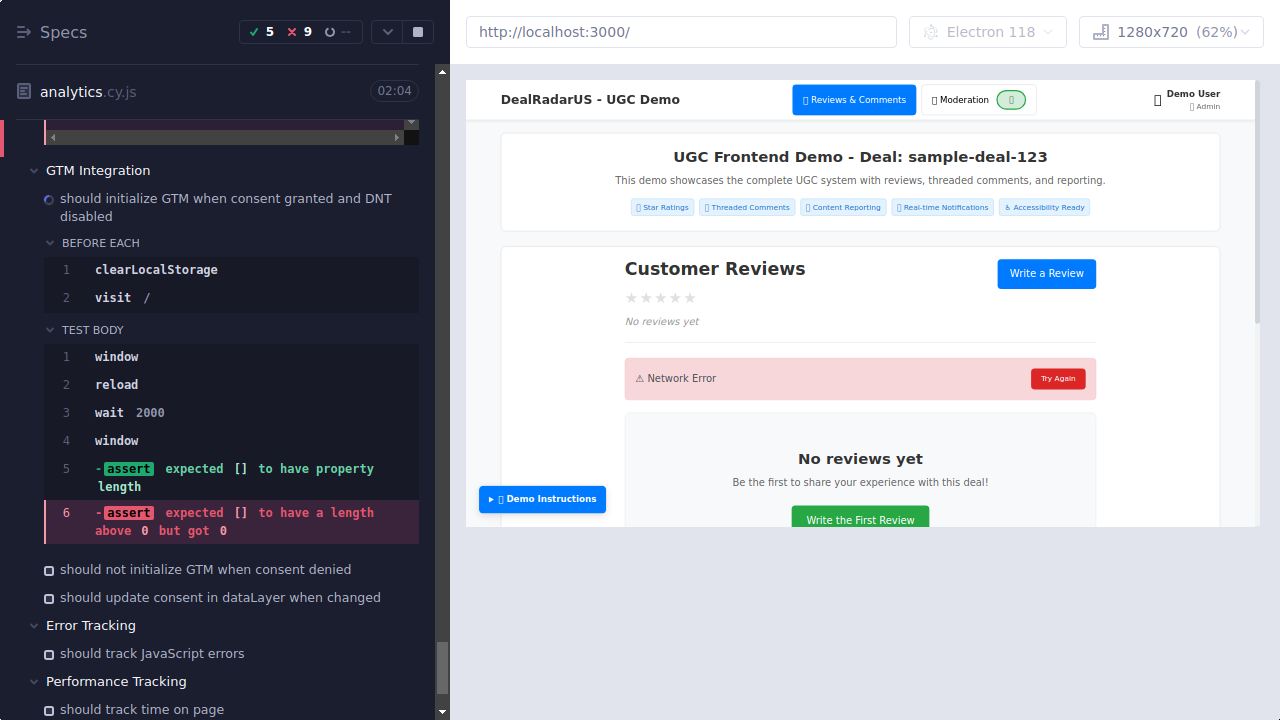 Specs
5
9
--
analytics.cy.js
02:04
GTM Integration
should initialize GTM when consent granted and DNT
disabled
BEFORE EACH
1 clearLocalStorage
2 visit /
TEST BODY
1 window
2 reload
3 wait 2000
4 window
5 -assert expected [] to have property
length
6 -assert expected [] to have a length
above 0 but got 0
should not initialize GTM when consent denied
should update consent in dataLayer when changed
Error Tracking
should track JavaScript errors
Performance Tracking
should track time on page
http://localhost:3000/
Electron 118
1280x720 (62%)
DealRadarUS - UGC Demo
Reviews & Comments
Moderation
Demo User
Admin
UGC Frontend Demo - Deal: sample-deal-123
This demo showcases the complete UGC system with reviews, threaded comments, and reporting.
Star Ratings
Threaded Comments
Content Reporting
Real-time Notifications
♿ Accessibility Ready
Customer Reviews
Write a Review
★★★★★
No reviews yet
⚠ Network Error
Try Again
No reviews yet
Be the first to share your experience with this deal!
Write the First Review
▸ Demo Instructions